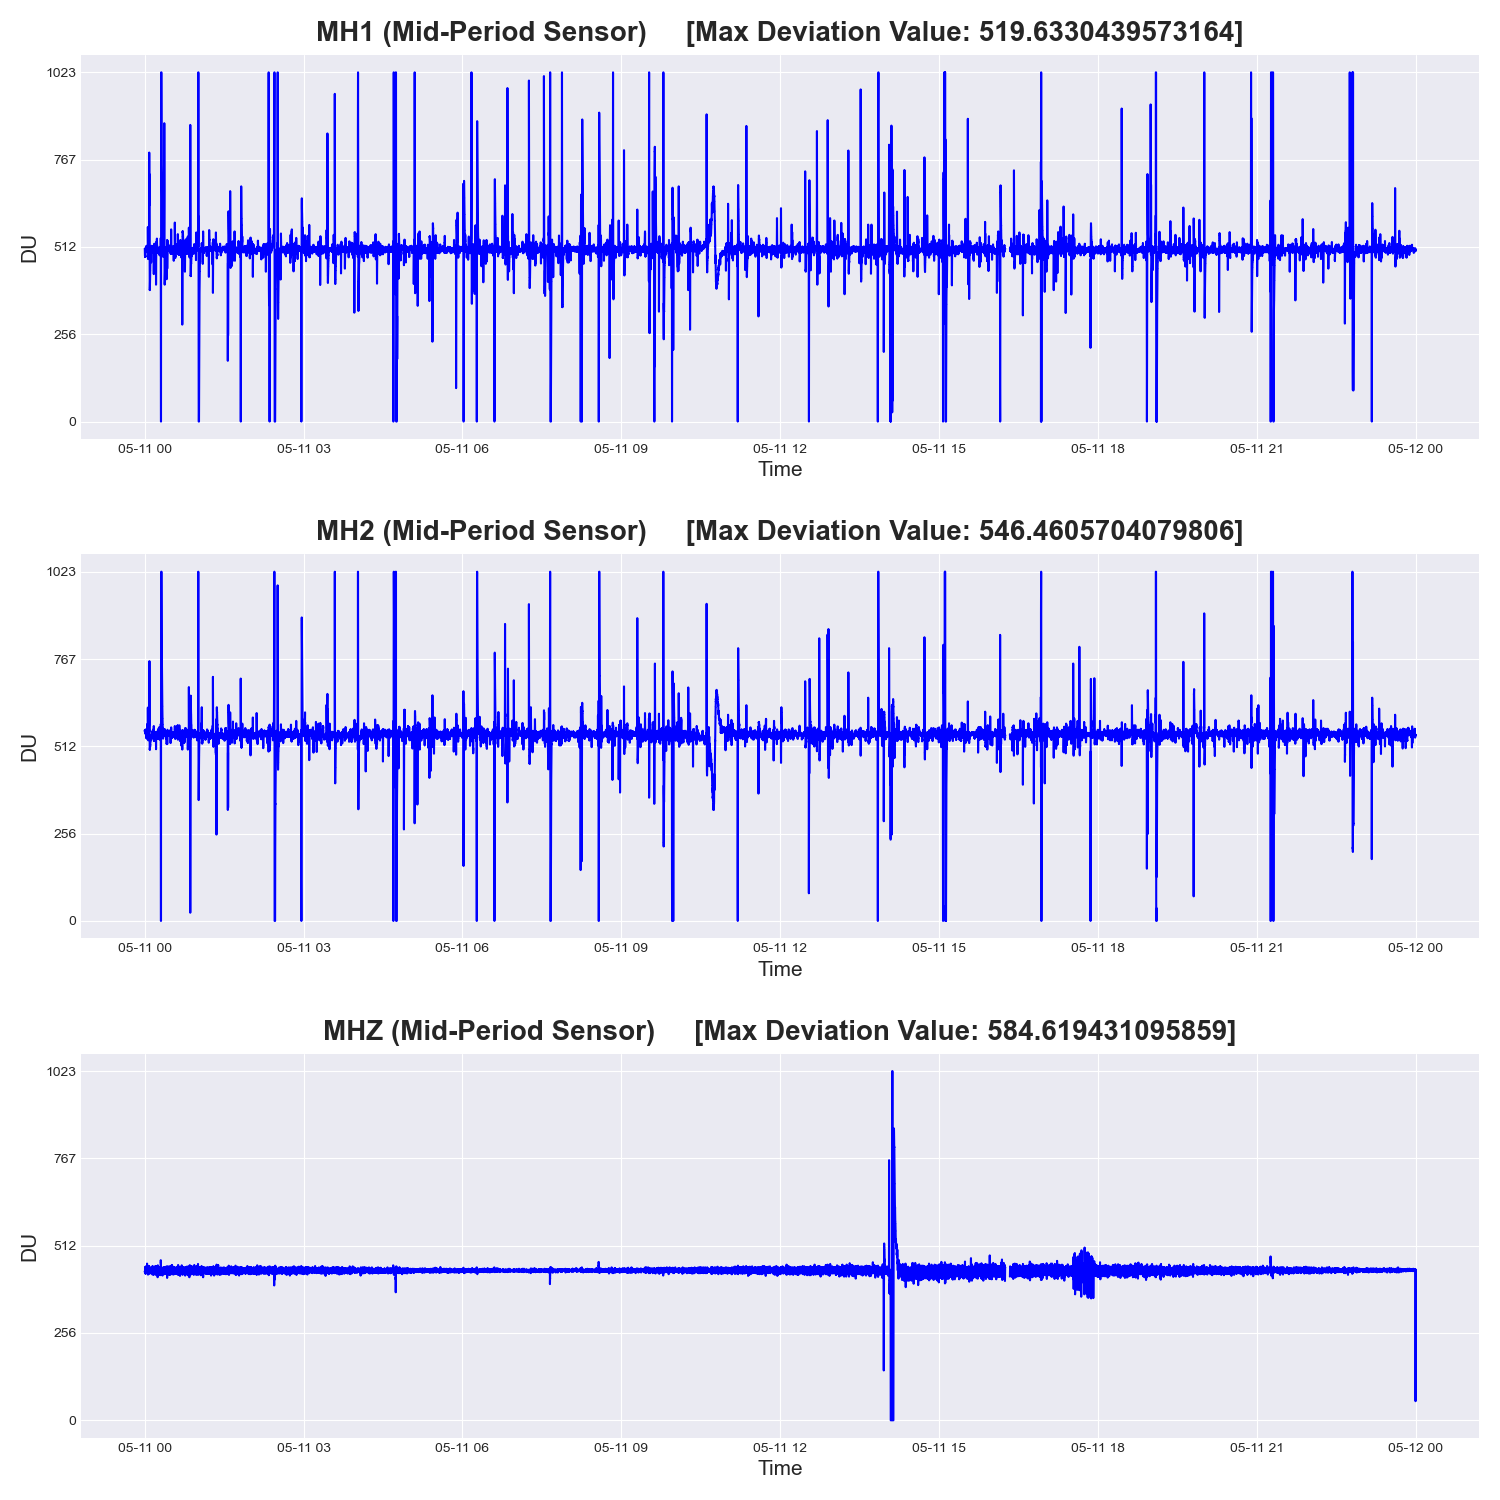 MH1 (Mid-Period Sensor)     [Max Deviation Value: 519.6330439573164]
1023
767
512
256
0
DU
05-11 00 05-11 03 05-11 06 05-11 09 05-11 12 05-11 15 05-11 18 05-11 21 05-12 00
Time
MH2 (Mid-Period Sensor)     [Max Deviation Value: 546.4605704079806]
1023
767
512
256
0
DU
05-11 00 05-11 03 05-11 06 05-11 09 05-11 12 05-11 15 05-11 18 05-11 21 05-12 00
Time
MHZ (Mid-Period Sensor)     [Max Deviation Value: 584.619431095859]
1023
767
512
256
0
DU
05-11 00 05-11 03 05-11 06 05-11 09 05-11 12 05-11 15 05-11 18 05-11 21 05-12 00
Time